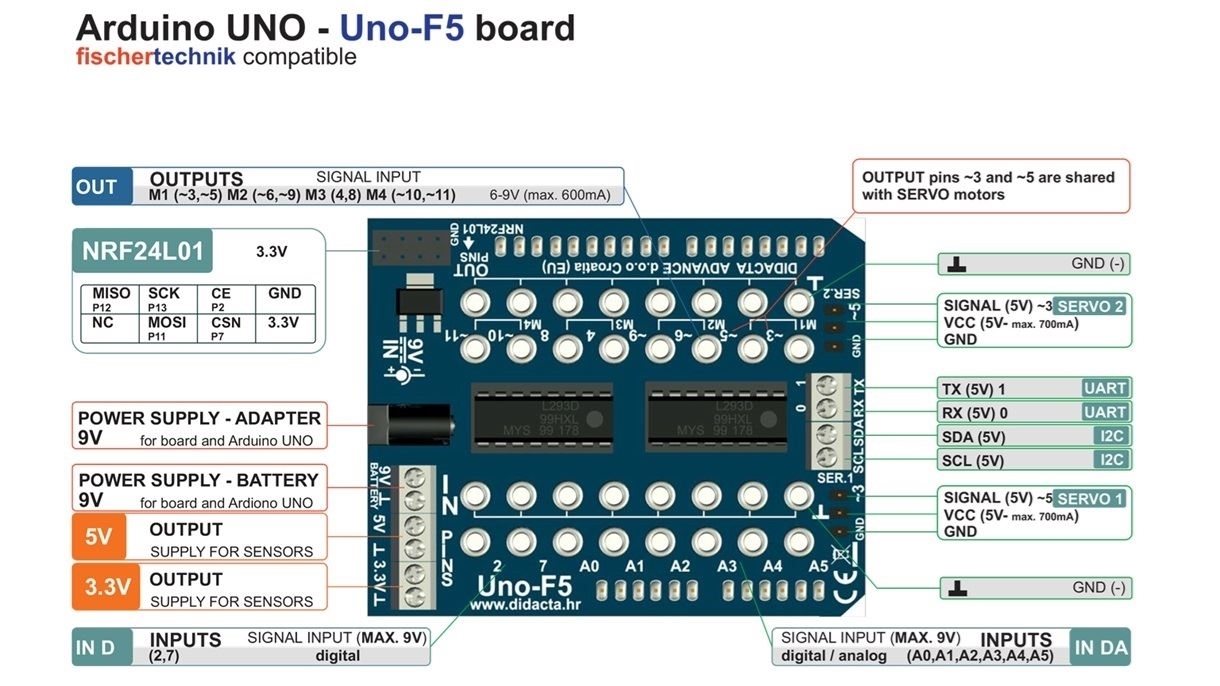 Arduino UNO - Uno-F5 board
fischertechnik compatible
OUT
OUTPUTS SIGNAL INPUT
M1 (~3,~5) M2 (~6,~9) M3 (4,8) M4 (~10,~11) 6-9V (max. 600mA)
OUTPUT pins ~3 and ~5 are shared
with SERVO motors
NRF24L01 3.3V
MISO SCK CE GND
P12 P13 P2
NC MOSI CSN 3.3V
P11 P7
POWER SUPPLY - ADAPTER
9V for board and Arduino UNO
POWER SUPPLY - BATTERY
9V for board and Ardiono UNO
5V OUTPUT
SUPPLY FOR SENSORS
3.3V OUTPUT
SUPPLY FOR SENSORS
IN D INPUTS SIGNAL INPUT (MAX. 9V)
(2,7) digital
GND
NRF24L01
PINS
OUT
DIDACTA ADVANCE d.o.o Croatia (EU)
SER.2
~5
GND
~11 ~10 M4 8 4 M3 ~9 ~6 M2 ~5 ~3 M1
9V
IN
- +
L293D
99HXL
MYS 99 178
L293D
99HXL
MYS 99 178
1 TX
0 RX
SDA
SCL
SER.1
~3
GND
9V
BATTERY
5V
3.3V
IN
PINS
2 7 A0 A1 A2 A3 A4 A5
Uno-F5
www.didacta.hr
CE
GND (-)
SIGNAL (5V) ~3 SERVO 2
VCC (5V- max. 700mA)
GND
TX (5V) 1 UART
RX (5V) 0 UART
SDA (5V) I2C
SCL (5V) I2C
SIGNAL (5V) ~5 SERVO 1
VCC (5V- max. 700mA)
GND
GND (-)
SIGNAL INPUT (MAX. 9V) INPUTS IN DA
digital / analog (A0,A1,A2,A3,A4,A5)